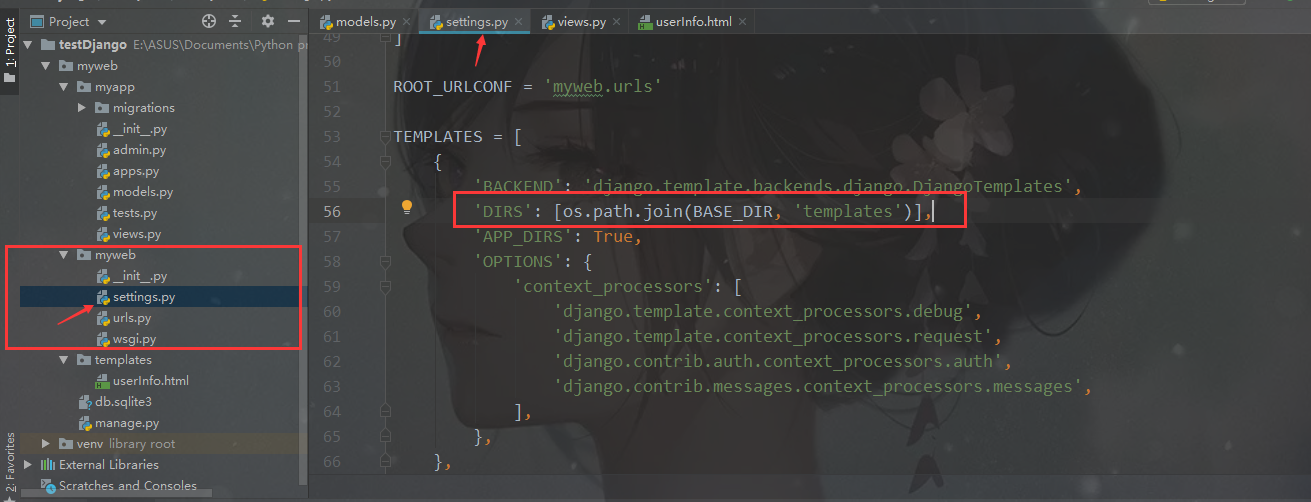 Project
models.py
settings.py
views.py
userInfo.html
1: Project
2: Favorites
testDjango E:\ASUS\Documents\Python pr
myweb
myapp
migrations
__init__.py
admin.py
apps.py
models.py
tests.py
views.py
myweb
__init__.py
settings.py
urls.py
wsgi.py
templates
userInfo.html
db.sqlite3
manage.py
venv library root
External Libraries
Scratches and Consoles
49 ]
50
51 ROOT_URLCONF = 'myweb.urls'
52
53 TEMPLATES = [
54 {
55 'BACKEND': 'django.template.backends.django.DjangoTemplates',
56 'DIRS': [os.path.join(BASE_DIR, 'templates')],
57 'APP_DIRS': True,
58 'OPTIONS': {
59 'context_processors': [
60 'django.template.context_processors.debug',
61 'django.template.context_processors.request',
62 'django.contrib.auth.context_processors.auth',
63 'django.contrib.messages.context_processors.messages',
64 ],
65 },
66 },